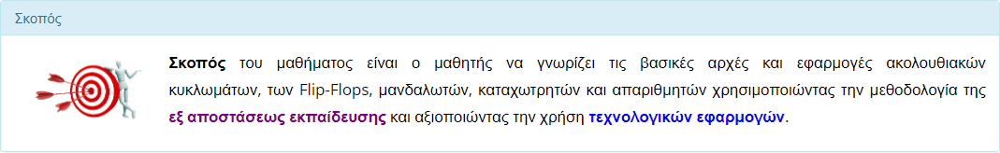 Σκοπός
Σκοπός του μαθήματος είναι ο μαθητής να γνωρίζει τις βασικές αρχές και εφαρμογές ακολουθιακών
κυκλωμάτων, των Flip-Flops, μανδαλωτών, καταχωτρητών και απαριθμητών χρησιμοποιώντας την μεθοδολογία της
εξ αποστάσεως εκπαίδευσης και αξιοποιώντας την χρήση τεχνολογικών εφαρμογών.